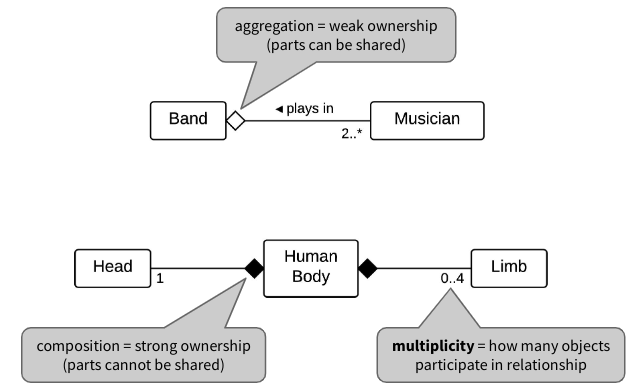 aggregation = weak ownership
(parts can be shared)
Band
◄ plays in
Musician
2..*
Human
Body
Head
1
0..4
Limb
composition = strong ownership
(parts cannot be shared)
multiplicity = how many objects
participate in relationship